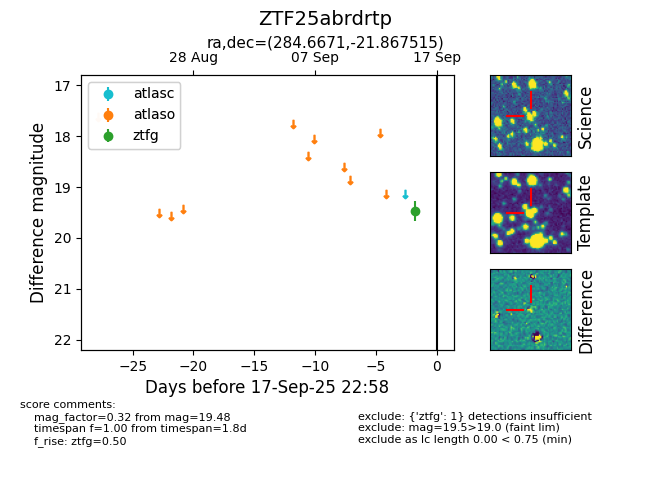 ZTF25abrdrtp
ra,dec=(284.6671,-21.867515)
28 Aug 07 Sep 17 Sep
atlasc
atlaso
ztfg
17
18
19
20
21
22
Difference magnitude
−25 −20 −15 −10 −5 0
Days before 17-Sep-25 22:58
Science
Template
Difference
score comments:
mag_factor=0.32 from mag=19.48
timespan f=1.00 from timespan=1.8d
f_rise: ztfg=0.50
exclude: {'ztfg': 1} detections insufficient
exclude: mag=19.5>19.0 (faint lim)
exclude as lc length 0.00 < 0.75 (min)